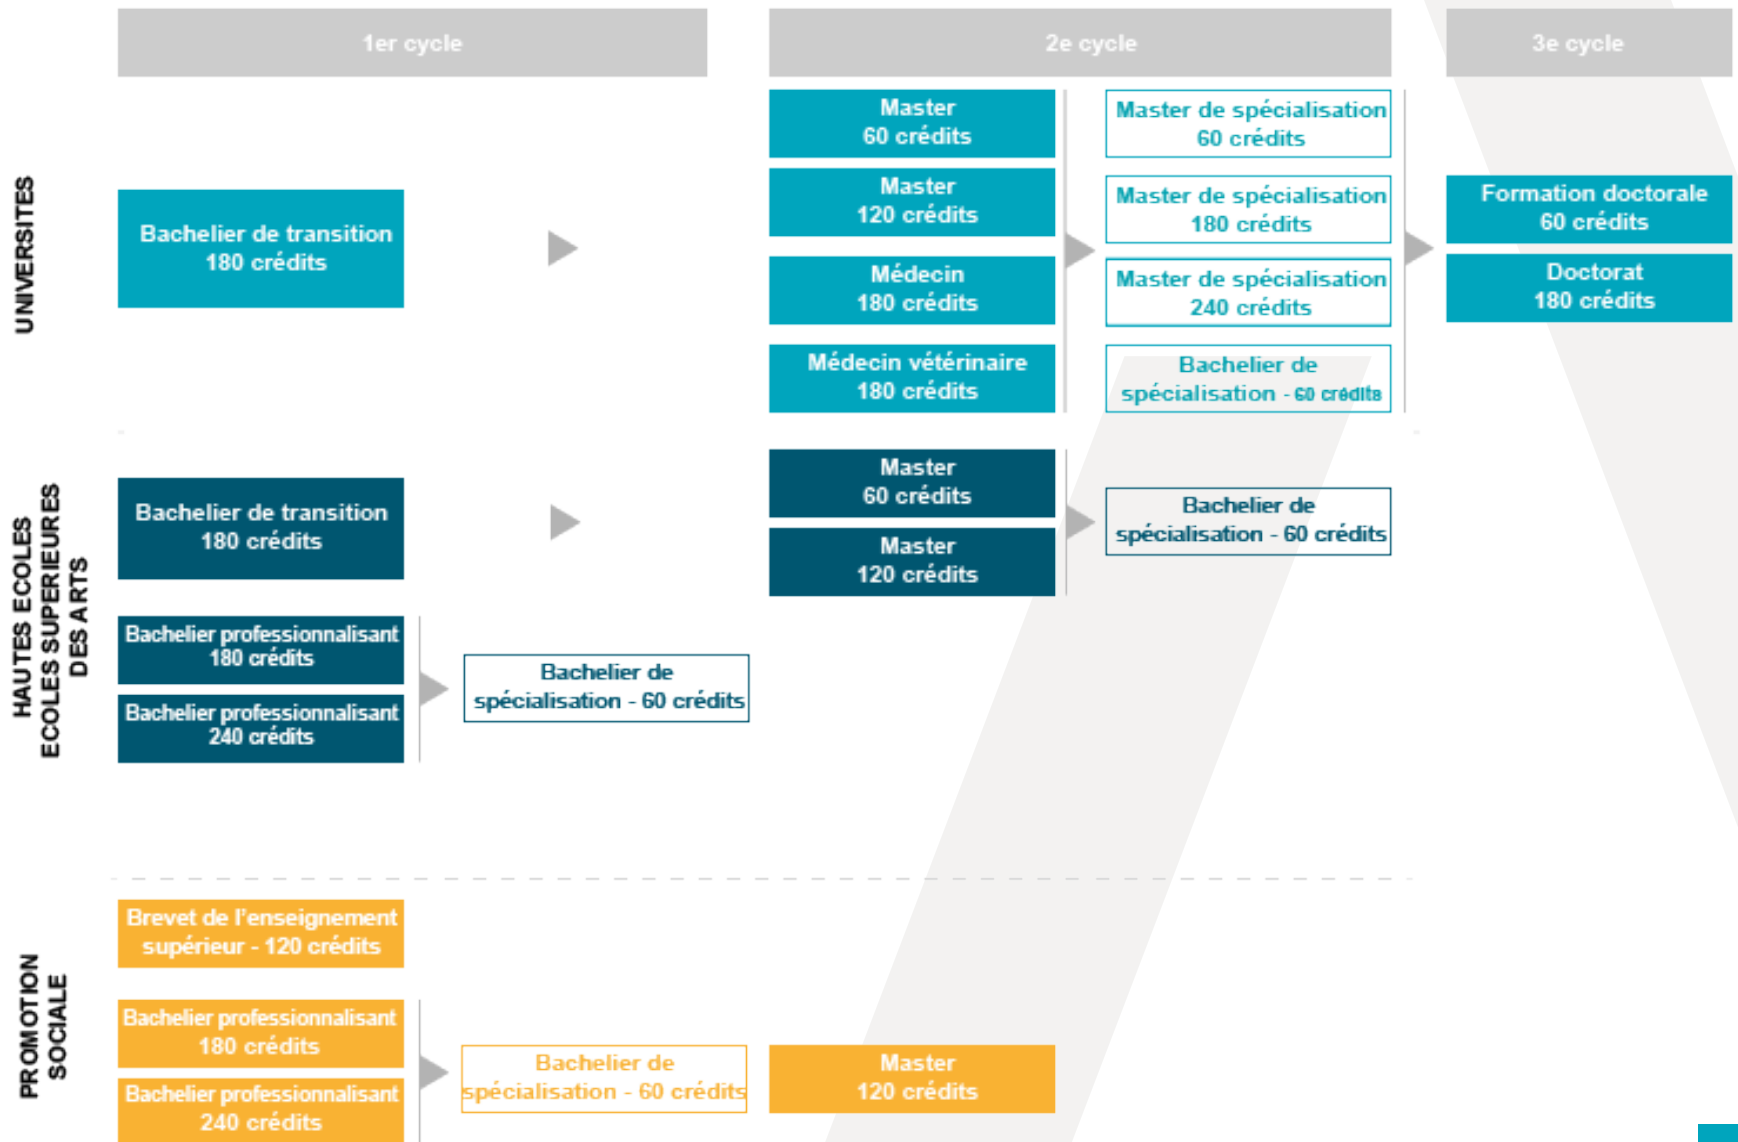 1er cycle
2e cycle
3e cycle
UNIVERSITES
Bachelier de transition
180 crédits
Master
60 crédits
Master
120 crédits
Médecin
180 crédits
Médecin vétérinaire
180 crédits
Master de spécialisation
60 crédits
Master de spécialisation
180 crédits
Master de spécialisation
240 crédits
Bachelier de
spécialisation - 60 crédits
Formation doctorale
60 crédits
Doctorat
180 crédits
HAUTES ECOLES
ECOLES SUPERIEURES
DES ARTS
Bachelier de transition
180 crédits
Master
60 crédits
Master
120 crédits
Bachelier de
spécialisation - 60 crédits
Bachelier professionnalisant
180 crédits
Bachelier professionnalisant
240 crédits
Bachelier de
spécialisation - 60 crédits
PROMOTION
SOCIALE
Brevet de l'enseignement
supérieur - 120 crédits
Bachelier professionnalisant
180 crédits
Bachelier professionnalisant
240 crédits
Bachelier de
spécialisation - 60 crédits
Master
120 crédits